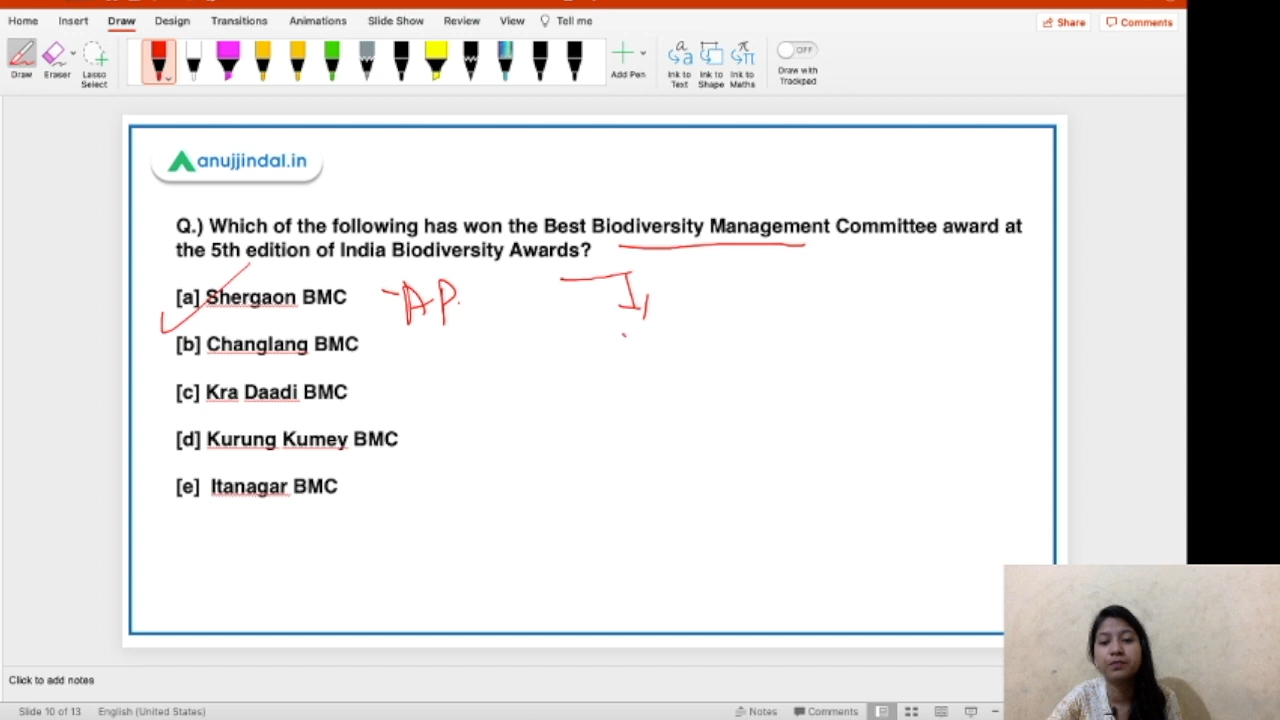 Home Insert Draw Design Transitions Animations Slide Show Review View Tell me Share Comments
Draw Eraser Lasso Select Add Pen Ink to Text Ink to Shape Ink to Maths OFF Draw with Trackpad
anujjindal.in
Q.) Which of the following has won the Best Biodiversity Management Committee award at
the 5th edition of India Biodiversity Awards?
[a] Shergaon BMC - A P.
[b] Changlang BMC
[c] Kra Daadi BMC
[d] Kurung Kumey BMC
[e] Itanagar BMC
Click to add notes
Slide 10 of 13 English (United States) Notes Comments